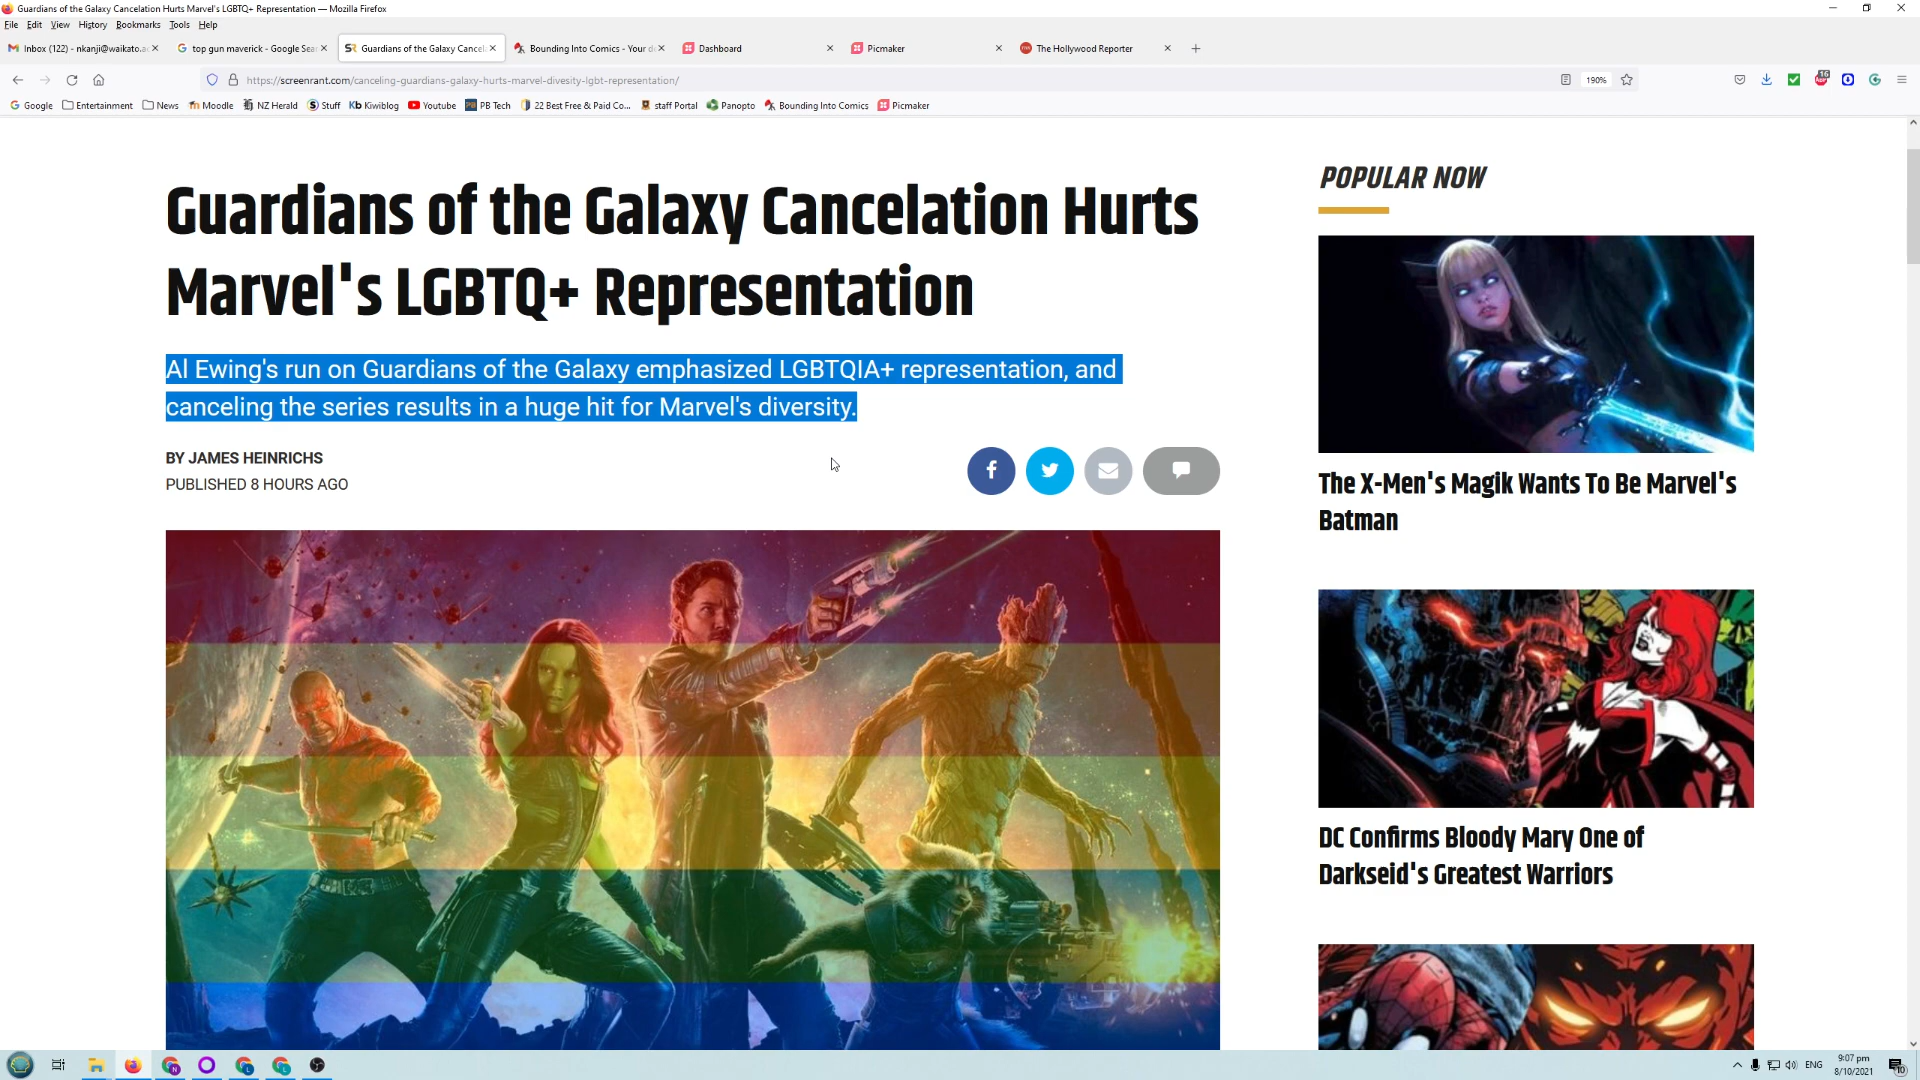 Guardians of the Galaxy Cancelation Hurts Marvel's LGBTQ+ Representation — Mozilla Firefox
File Edit View History Bookmarks Tools Help
Inbox (122) - nkanji@waikato.ac
top gun maverick - Google Sea
Guardians of the Galaxy Cancel
Bounding Into Comics - Your d
Dashboard
Picmaker
The Hollywood Reporter
https://screenrant.com/canceling-guardians-galaxy-hurts-marvel-divesity-lgbt-representation/
190%
16
Google Entertainment News Moodle NZ Herald Stuff Kb Kiwiblog Youtube PB Tech 22 Best Free & Paid Co... staff Portal Panopto Bounding Into Comics Picmaker
Guardians of the Galaxy Cancelation Hurts
Marvel's LGBTQ+ Representation
Al Ewing's run on Guardians of the Galaxy emphasized LGBTQIA+ representation, and
canceling the series results in a huge hit for Marvel's diversity.
BY JAMES HEINRICHS
PUBLISHED 8 HOURS AGO
POPULAR NOW
The X-Men's Magik Wants To Be Marvel's
Batman
DC Confirms Bloody Mary One of
Darkseid's Greatest Warriors
ENG
9:07 pm
8/10/2021
10